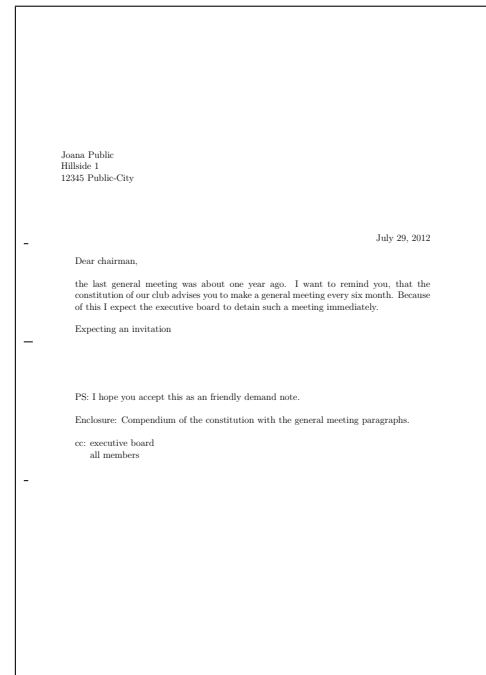 Joana Public
Hillside 1
12345 Public-City
July 29, 2012
Dear chairman,
the last general meeting was about one year ago. I want to remind you, that the
constitution of our club advises you to make a general meeting every six month. Because
of this I expect the executive board to detain such a meeting immediately.
Expecting an invitation
PS: I hope you accept this as an friendly demand note.
Enclosure: Compendium of the constitution with the general meeting paragraphs.
cc: executive board
all members